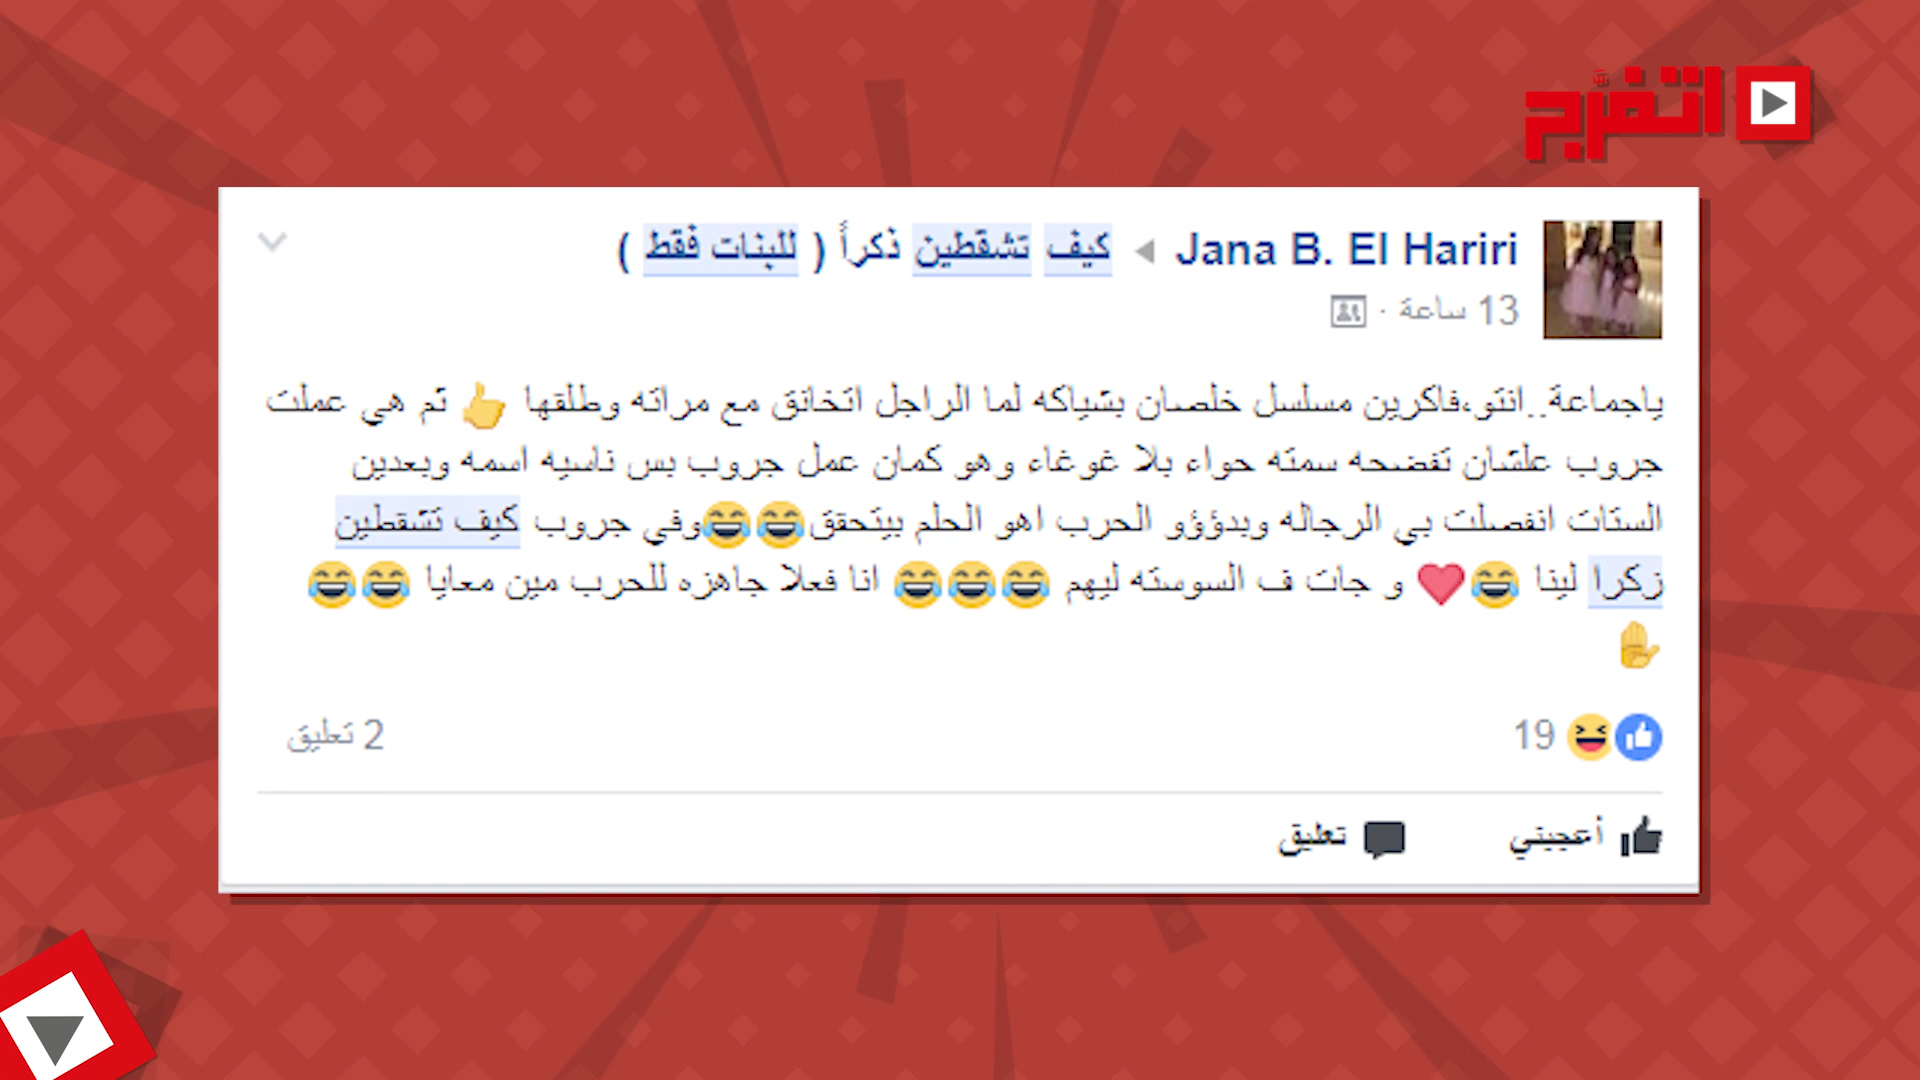 اتفرَّج
Jana B. El Hariri ◀ كيف تشقطين ذكراً ( للبنات فقط )
13 ساعة ·
ياجماعة..انتو،فاكرين مسلسل خلصان بشياكه لما الراجل اتخانق مع مراته وطلقها 👆 تم هي عملت
جروب علشان تفضحه سمته حواء بلا غوغاء وهو كمان عمل جروب بس ناسيه اسمه وبعدين
الستات انفصلت بي الرجاله وبدؤؤو الحرب اهو الحلم بيتحقق😂😂وفي جروب كيف تشقطين
زكرا لينا 😂❤ و جات ف السوسته ليهم 😂😂😂 انا فعلا جاهزه للحرب مين معايا 😂😂
✋
19
2 تعليق
أعجبني
تعليق